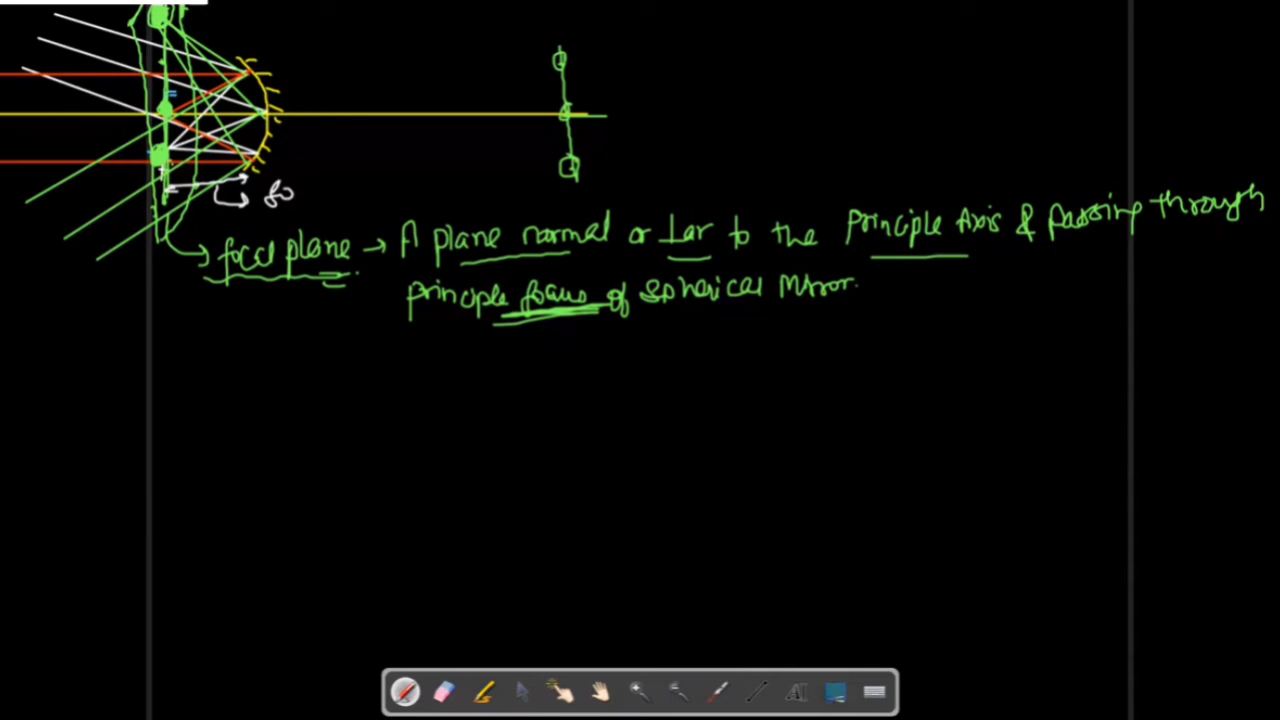 focal plane → A plane normal or ⊥ar to the Principle Axis & passing through
principle focus of spherical Mirror.